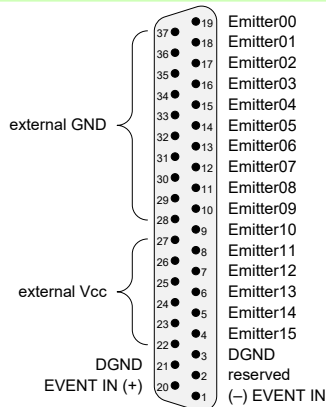 19 Emitter00
37
18 Emitter01
36
17 Emitter02
35
16 Emitter03
34
15 Emitter04
33
external GND
14 Emitter05
32
13 Emitter06
31
12 Emitter07
30
11 Emitter08
29
10 Emitter09
28
9 Emitter10
27
8 Emitter11
26
7 Emitter12
25
external Vcc
6 Emitter13
24
5 Emitter14
23
4 Emitter15
22
3 DGND
DGND 21
2 reserved
EVENT IN (+) 20
1 (–) EVENT IN